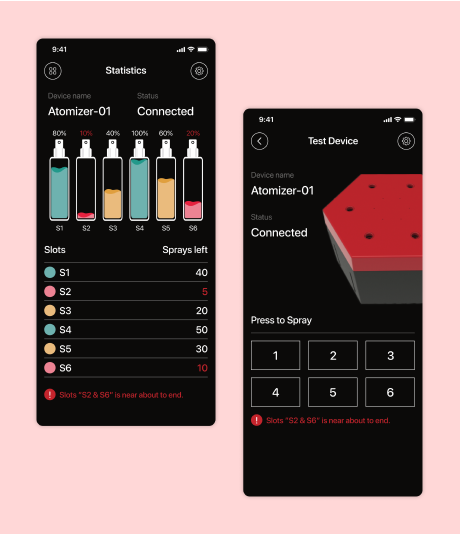 9:41
Statistics
Device name Status
Atomizer-01 Connected
80% 10% 40% 100% 60% 20%
S1 S2 S3 S4 S5 S6
Slots Sprays left
S1 40
S2 5
S3 20
S4 50
S5 30
S6 10
! Slots "S2 & S6" is near about to end.
9:41
Test Device
Device name
Atomizer-01
Status
Connected
Press to Spray
1 2 3
4 5 6
! Slots "S2 & S6" is near about to end.